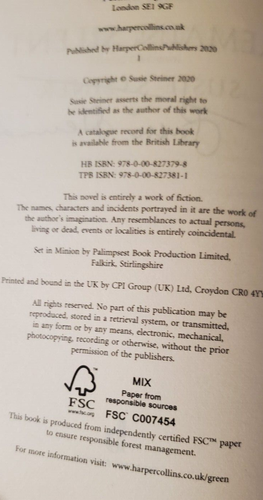 London SE1 9GF
www.harpercollins.co.uk
Published by HarperCollinsPublishers 2020
1
Copyright © Susie Steiner 2020
Susie Steiner asserts the moral right to
be identified as the author of this work
A catalogue record for this book
is available from the British Library
HB ISBN: 978-0-00-827379-8
TPB ISBN: 978-0-00-827381-1
This novel is entirely a work of fiction.
The names, characters and incidents portrayed in it are the work of
the author's imagination. Any resemblances to actual persons,
living or dead, events or localities is entirely coincidental.
Set in Minion by Palimpsest Book Production Limited,
Falkirk, Stirlingshire
Printed and bound in the UK by CPI Group (UK) Ltd, Croydon CR0 4YY
All rights reserved. No part of this publication may be
reproduced, stored in a retrieval system, or transmitted,
in any form or by any means, electronic, mechanical,
photocopying, recording or otherwise, without the prior
permission of the publishers.
FSC
www.fsc.org
MIX
Paper from
responsible sources
FSC® C007454
This book is produced from independently certified FSC™ paper
to ensure responsible forest management.
For more information visit: www.harpercollins.co.uk/green